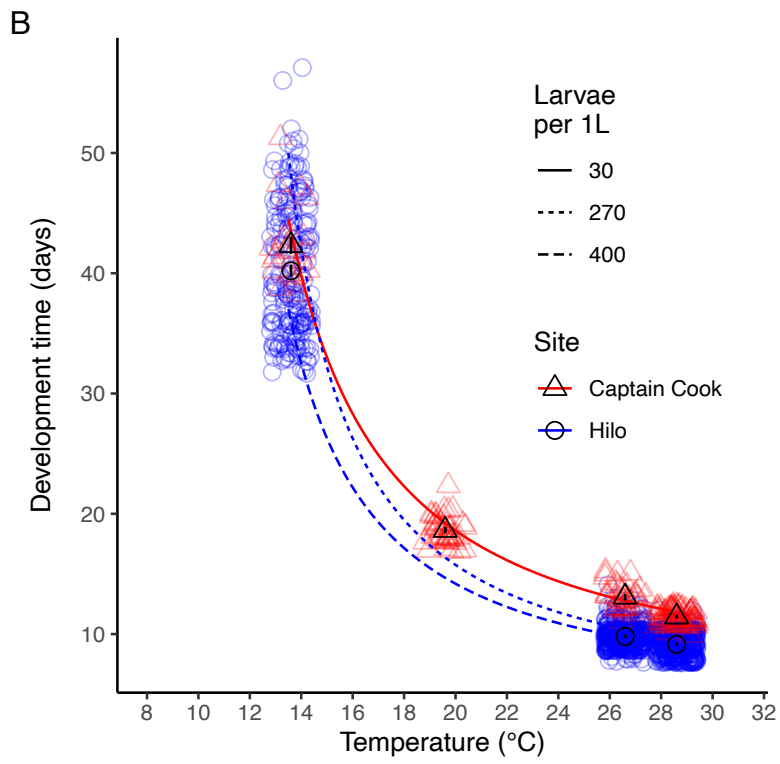 B
Development time (days)
50
40
30
20
10
Larvae
per 1L
30
270
400
Site
Captain Cook
Hilo
8 10 12 14 16 18 20 22 24 26 28 30 32
Temperature (°C)